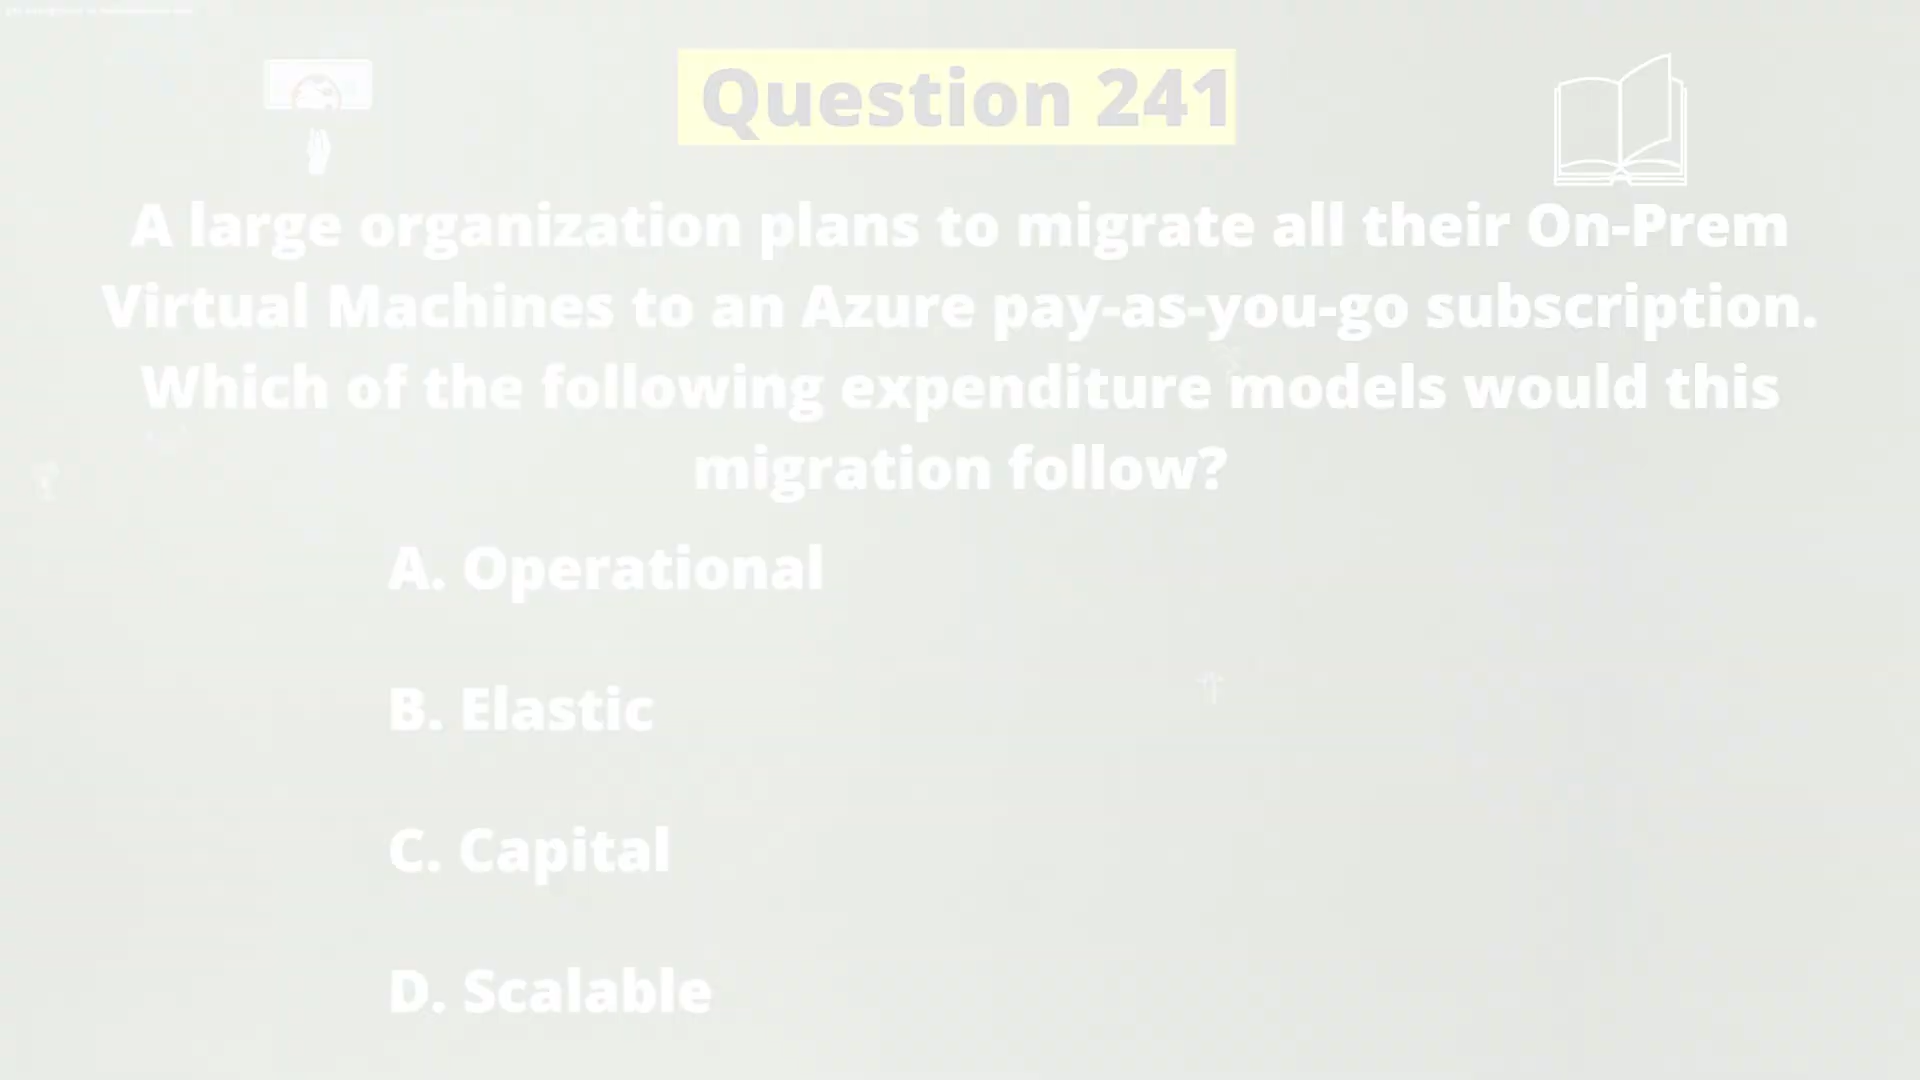 Question 241
A large organization plans to migrate all their On-Prem
Virtual Machines to an Azure pay-as-you-go subscription.
Which of the following expenditure models would this
migration follow?
A. Operational
B. Elastic
C. Capital
D. Scalable